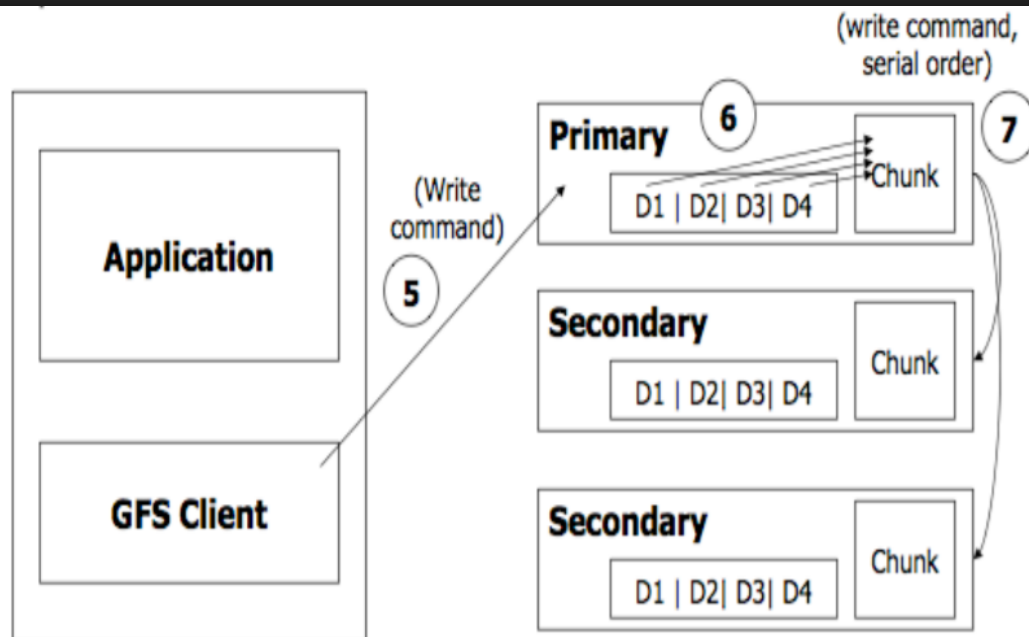 (write command,
serial order)
Primary
6
7
Chunk
D1 | D2| D3| D4
(Write
command)
5
Application
Secondary
Chunk
D1 | D2| D3| D4
GFS Client
Secondary
Chunk
D1 | D2| D3| D4